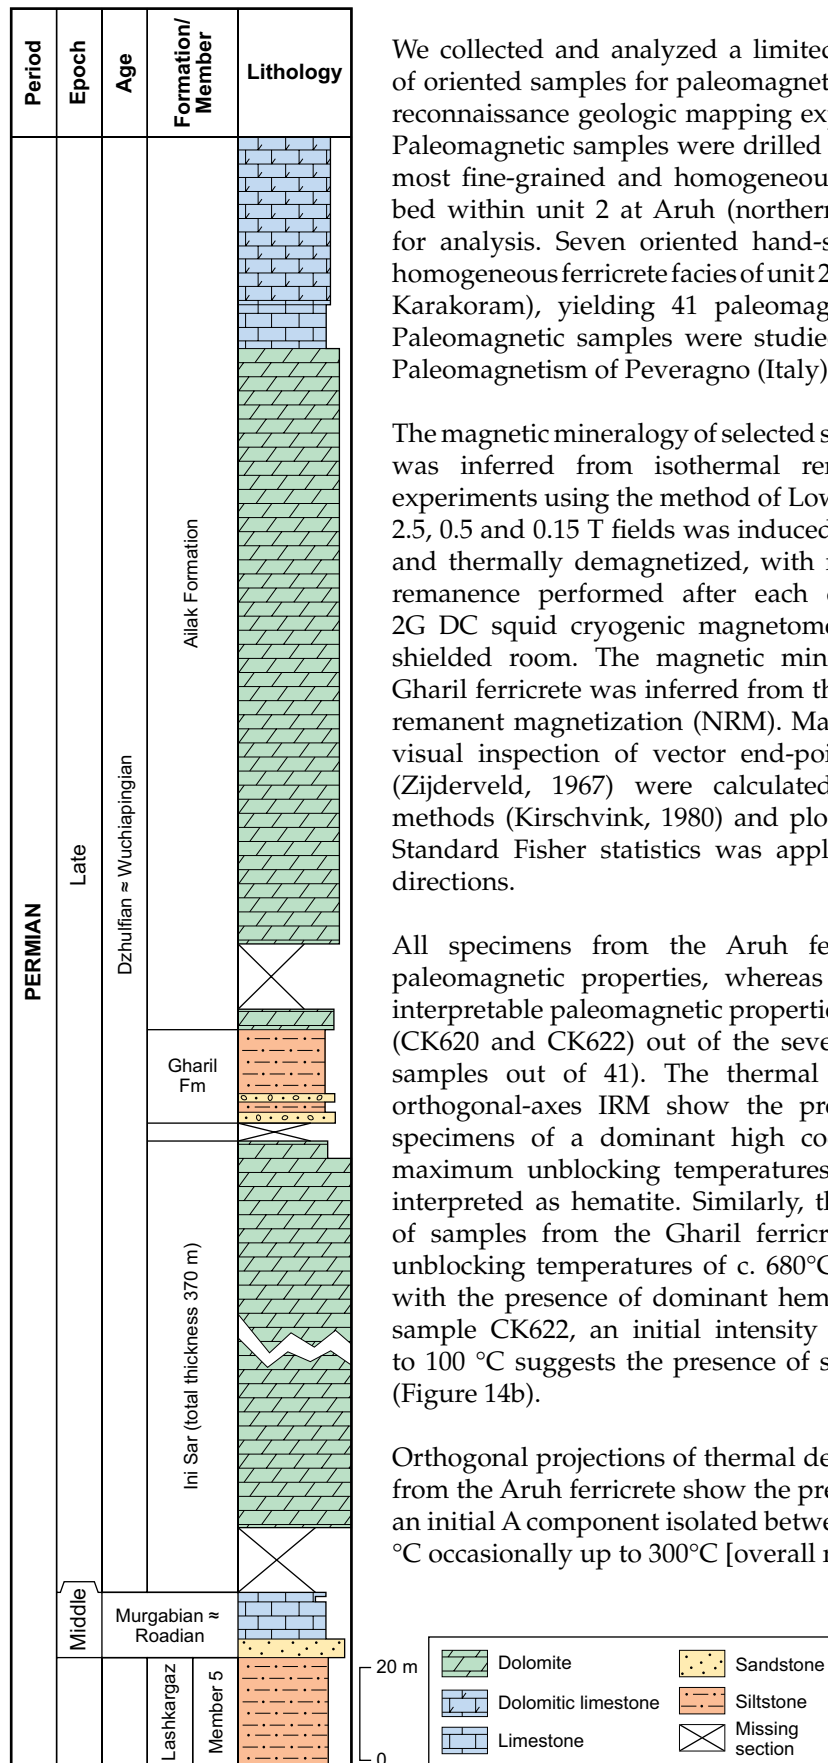 Period
Epoch
Age
Formation/
Member
Lithology
PERMIAN
Late
Middle
Dzhulfian ≈ Wuchiapingian
Murgabian ≈
Roadian
Ailak Formation
Gharil
Fm
Ini Sar (total thickness 370 m)
Lashkargaz
Member 5
20 m
0
Dolomite
Dolomitic limestone
Limestone
Sandstone
Siltstone
Missing
section
We collected and analyzed a limited
of oriented samples for paleomagnet
reconnaissance geologic mapping exp
Paleomagnetic samples were drilled
most fine-grained and homogeneou
bed within unit 2 at Aruh (northern
for analysis. Seven oriented hand-s
homogeneous ferricrete facies of unit 2
Karakoram), yielding 41 paleomag
Paleomagnetic samples were studie
Paleomagnetism of Peveragno (Italy)
The magnetic mineralogy of selected s
was inferred from isothermal rem
experiments using the method of Low
2.5, 0.5 and 0.15 T fields was induced
and thermally demagnetized, with
remanence performed after each
2G DC squid cryogenic magnetome
shielded room. The magnetic min
Gharil ferricrete was inferred from th
remanent magnetization (NRM). Ma
visual inspection of vector end-poi
(Zijderveld, 1967) were calculated
methods (Kirschvink, 1980) and plo
Standard Fisher statistics was appl
directions.
All specimens from the Aruh fe
paleomagnetic properties, whereas
interpretable paleomagnetic propertie
(CK620 and CK622) out of the seve
samples out of 41). The thermal
orthogonal-axes IRM show the pre
specimens of a dominant high co
maximum unblocking temperatures
interpreted as hematite. Similarly, th
of samples from the Gharil ferricr
unblocking temperatures of c. 680°C
with the presence of dominant hem
sample CK622, an initial intensity
to 100 °C suggests the presence of s
(Figure 14b).
Orthogonal projections of thermal de
from the Aruh ferricrete show the pre
an initial A component isolated betwe
°C occasionally up to 300°C [overall